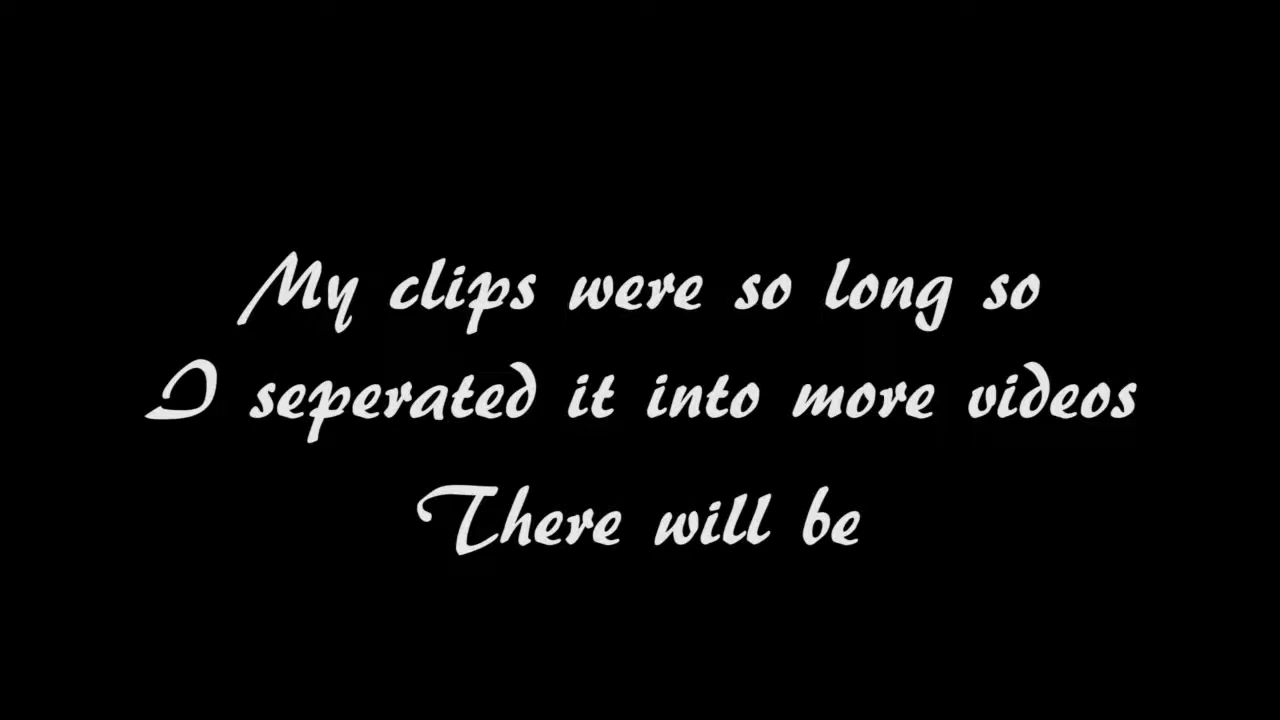 My clips were so long so
I seperated it into more videos
There will be